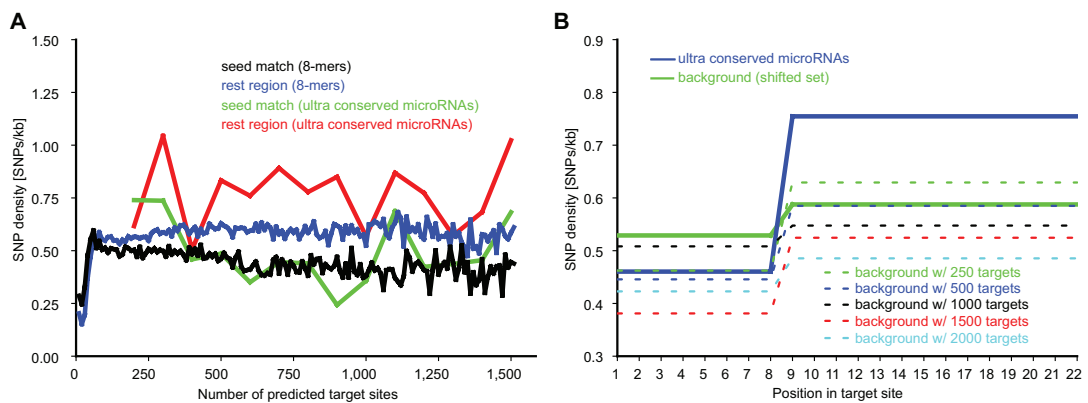 A
1.50
1.25
1.00
0.75
0.50
0.25
0.00
SNP density [SNPs/kb]
seed match (8-mers)
rest region (8-mers)
seed match (ultra conserved microRNAs)
rest region (ultra conserved microRNAs)
0 250 500 750 1,000 1,250 1,500
Number of predicted target sites
B
0.9
0.8
0.7
0.6
0.5
0.4
0.3
SNP density [SNPs/kb]
ultra conserved microRNAs
background (shifted set)
background w/ 250 targets
background w/ 500 targets
background w/ 1000 targets
background w/ 1500 targets
background w/ 2000 targets
1 2 3 4 5 6 7 8 9 10 11 12 13 14 15 16 17 18 19 20 21 22
Position in target site